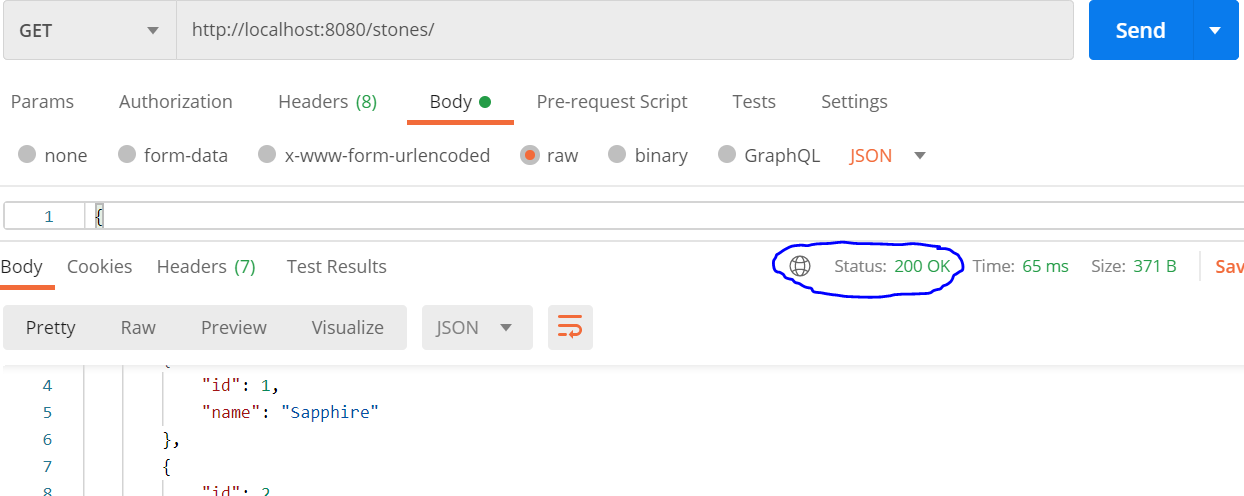 GET http://localhost:8080/stones/ Send
Params Authorization Headers (8) Body Pre-request Script Tests Settings
none form-data x-www-form-urlencoded raw binary GraphQL JSON
1 {
Body Cookies Headers (7) Test Results Status: 200 OK Time: 65 ms Size: 371 B Sav
Pretty Raw Preview Visualize JSON
{
4 "id": 1,
5 "name": "Sapphire"
6 },
7 {
8 "id": 2